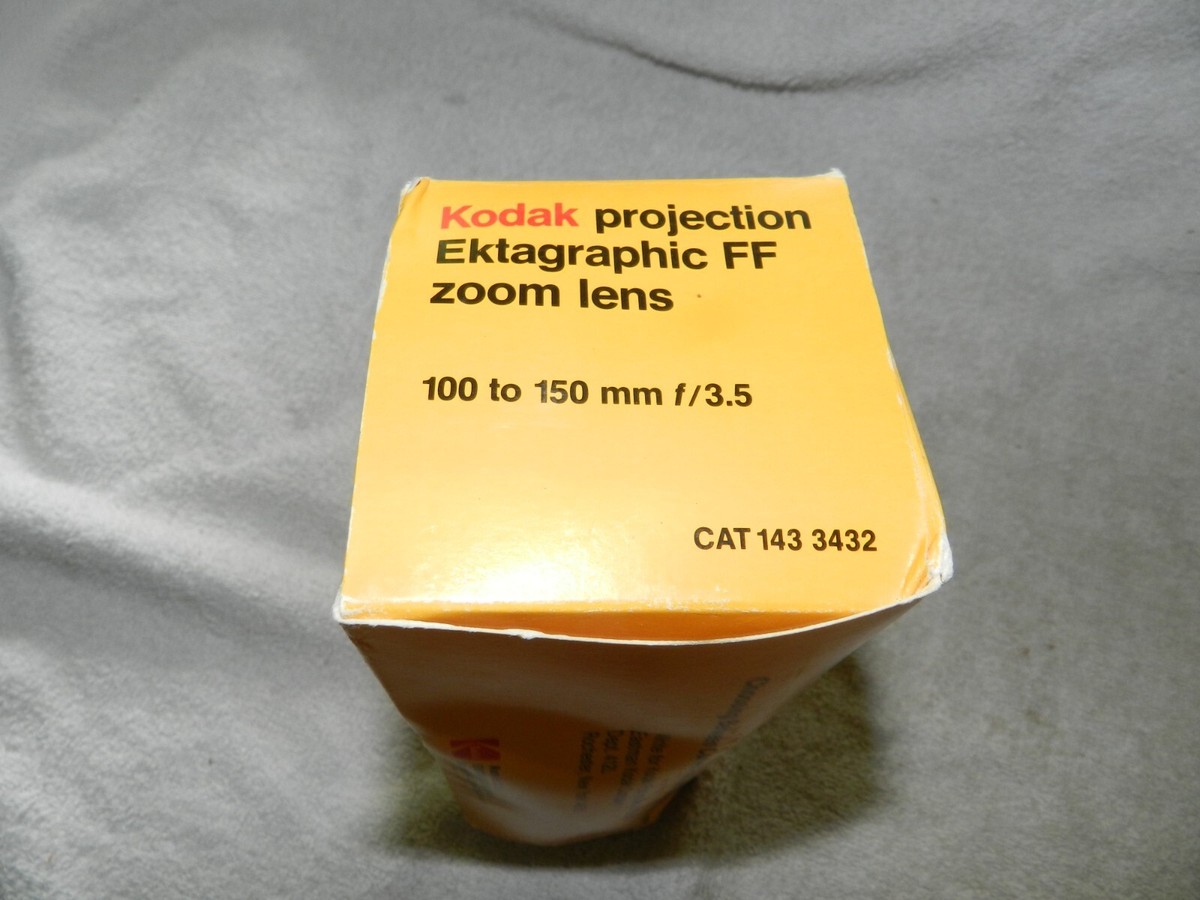 Kodak projection
Ektagraphic FF
zoom lens
100 to 150 mm f/3.5
CAT 143 3432